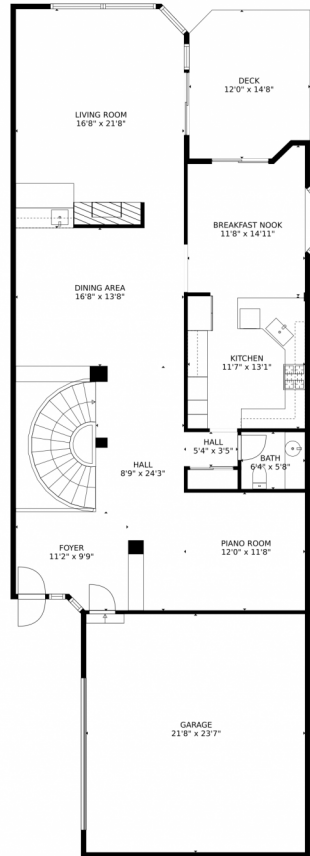 DECK
12'0" x 14'8"
LIVING ROOM
16'8" x 21'8"
BREAKFAST NOOK
11'8" x 14'11"
DINING AREA
16'8" x 13'8"
KITCHEN
11'7" x 13'1"
HALL
5'4" x 3'5"
BATH
6'4" x 5'8"
HALL
8'9" x 24'3"
FOYER
11'2" x 9'9"
PIANO ROOM
12'0" x 11'8"
GARAGE
21'8" x 23'7"